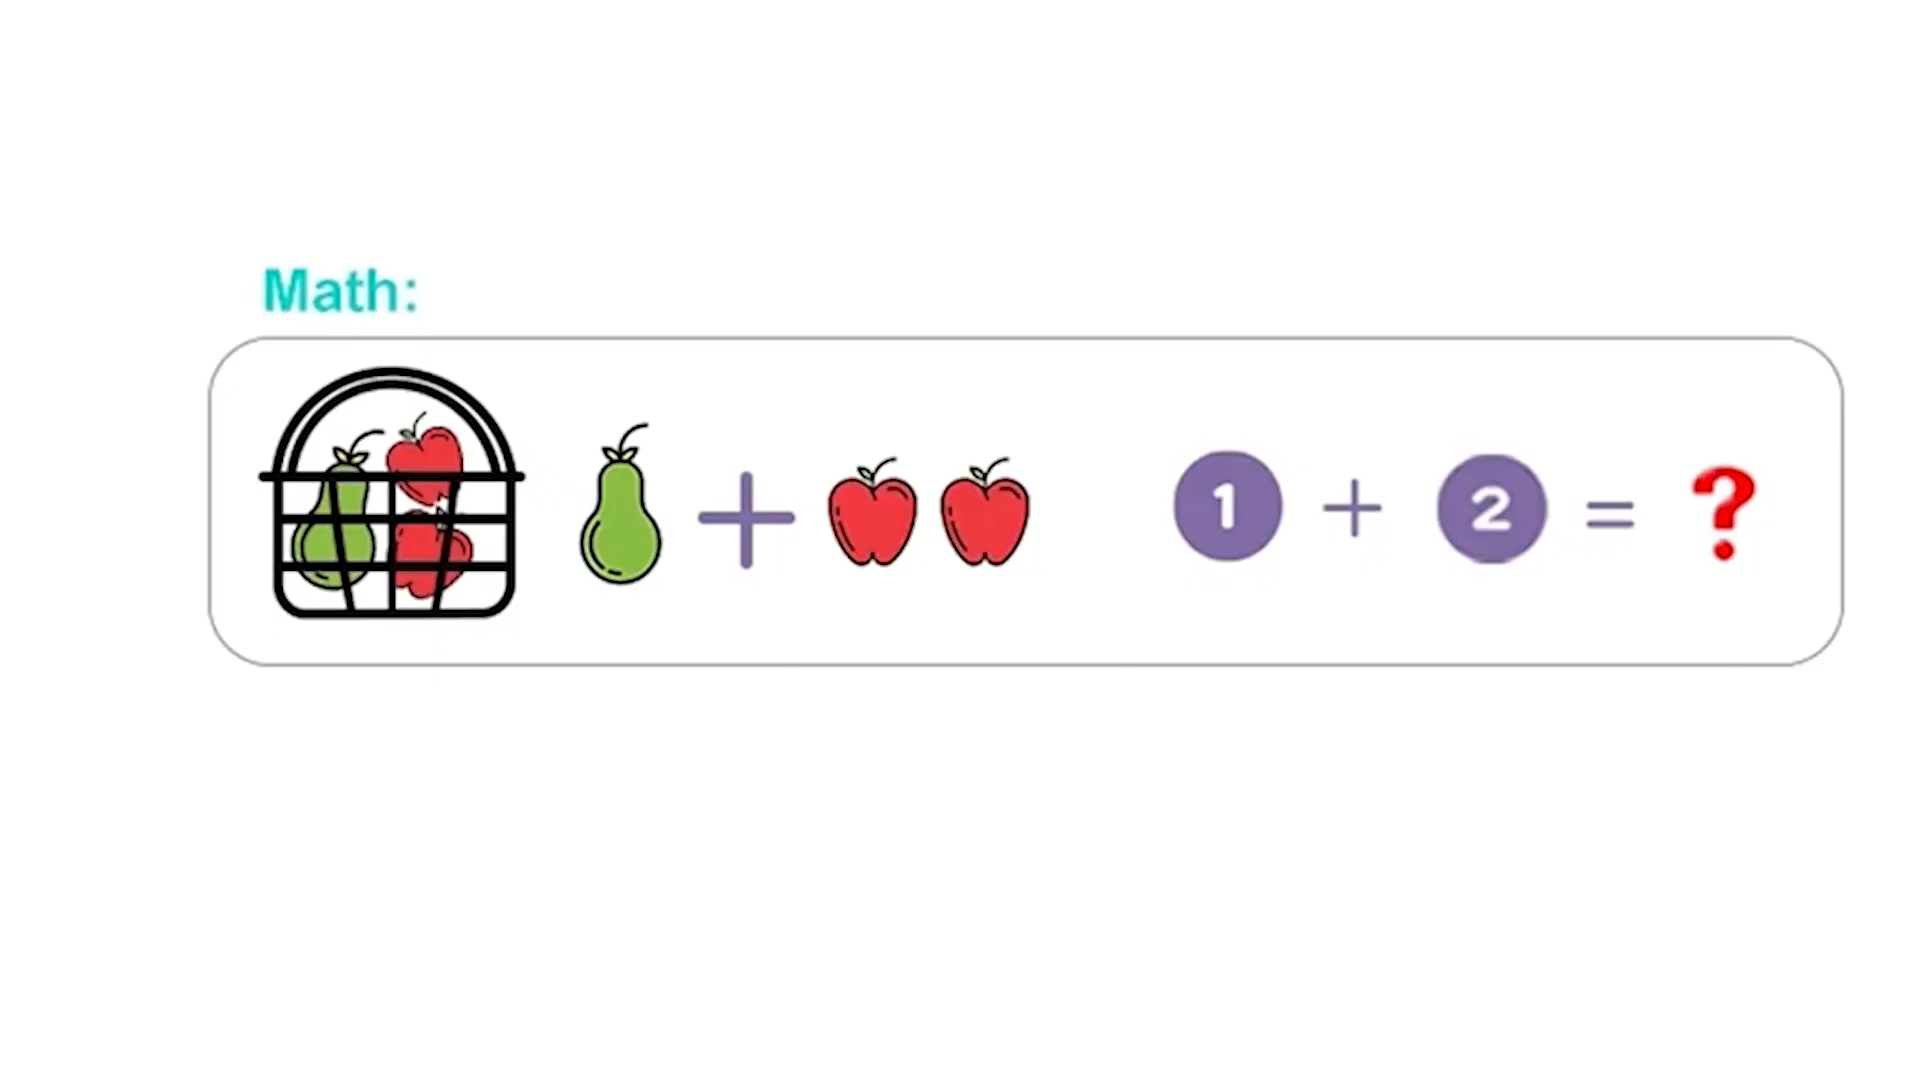 Math:
+ 1 + 2 = ?